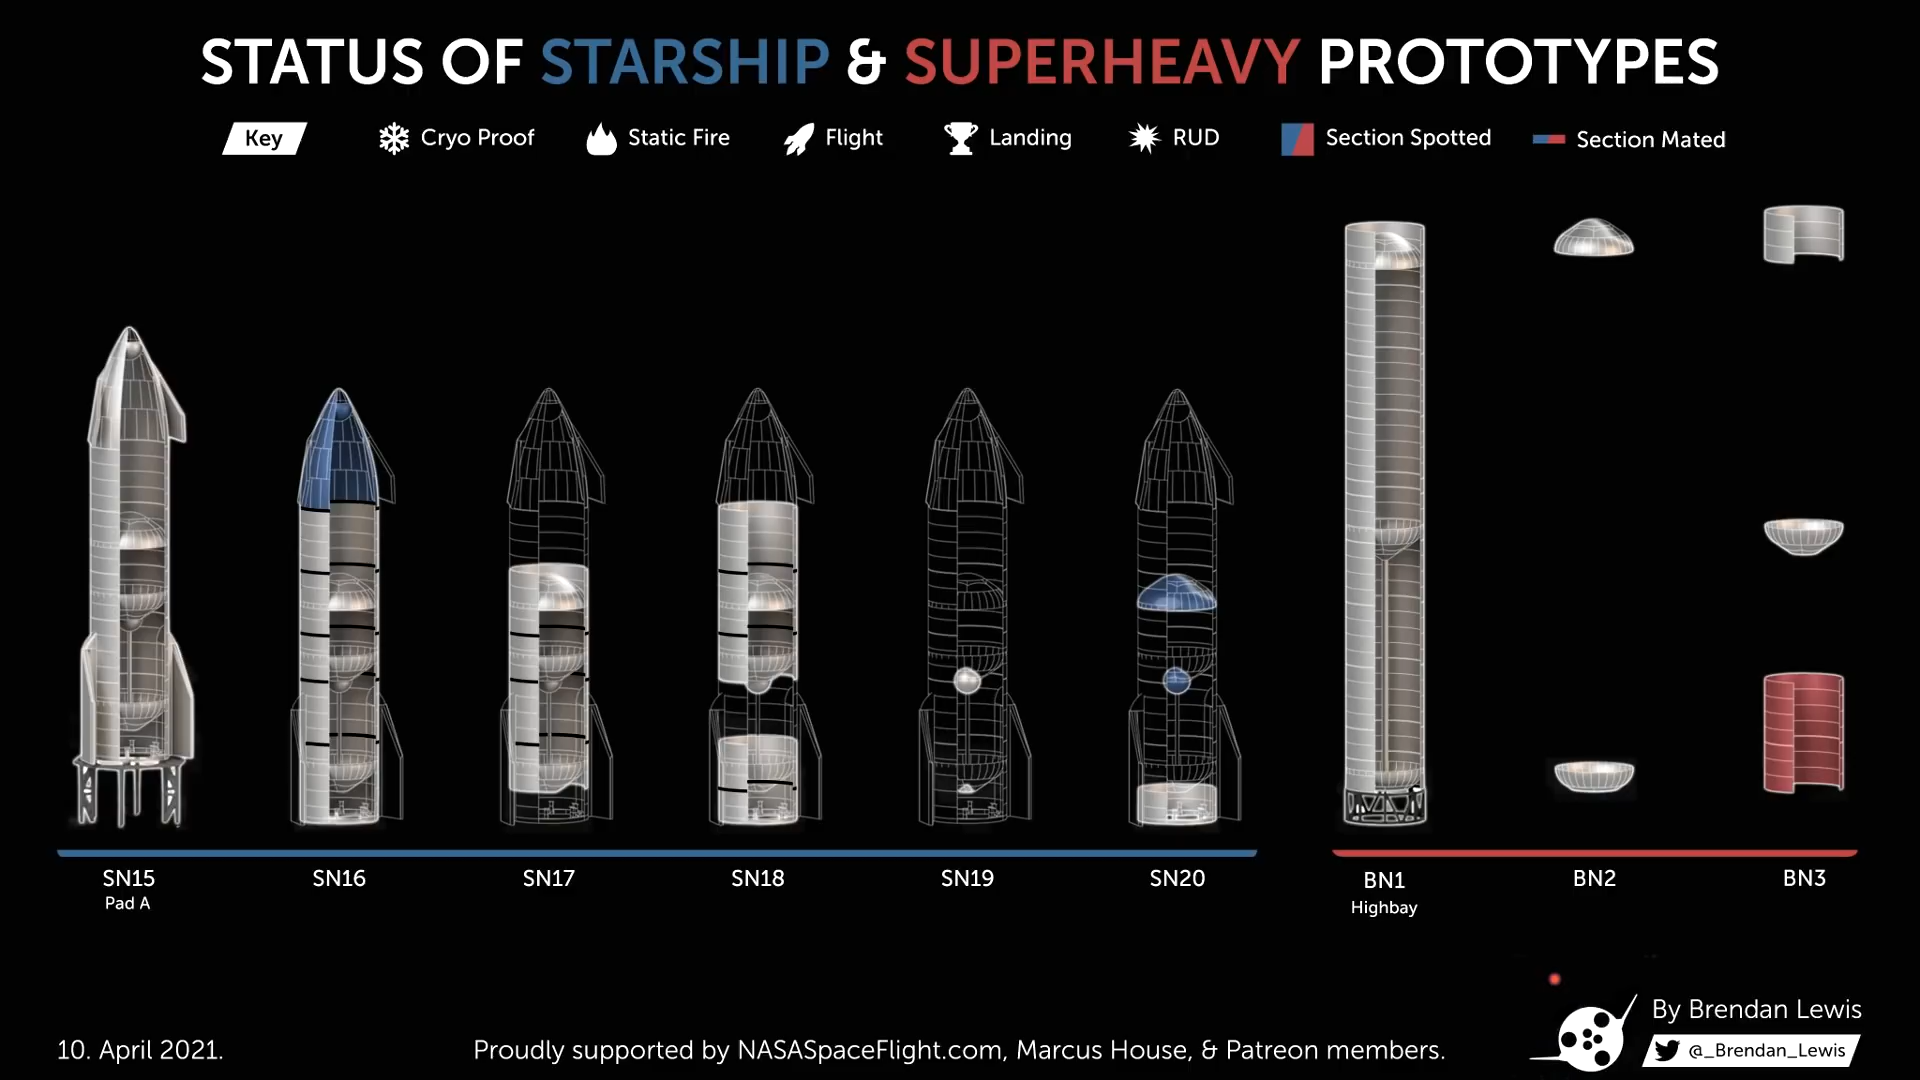 STATUS OF STARSHIP & SUPERHEAVY PROTOTYPES
Key Cryo Proof Static Fire Flight Landing RUD Section Spotted Section Mated
SN15 SN16 SN17 SN18 SN19 SN20 BN1 BN2 BN3
Pad A Highbay
By Brendan Lewis
@_Brendan_Lewis
10. April 2021.
Proudly supported by NASASpaceFlight.com, Marcus House, & Patreon members.